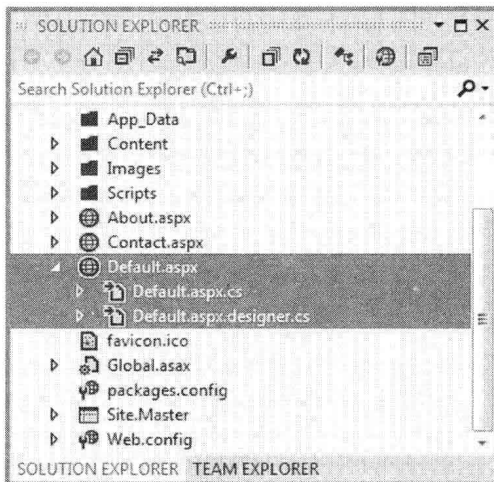 SOLUTION EXPLORER
Search Solution Explorer (Ctrl+;)
App_Data
Content
Images
Scripts
About.aspx
Contact.aspx
Default.aspx
Default.aspx.cs
Default.aspx.designer.cs
favicon.ico
Global.asax
packages.config
Site.Master
Web.config
SOLUTION EXPLORER TEAM EXPLORER